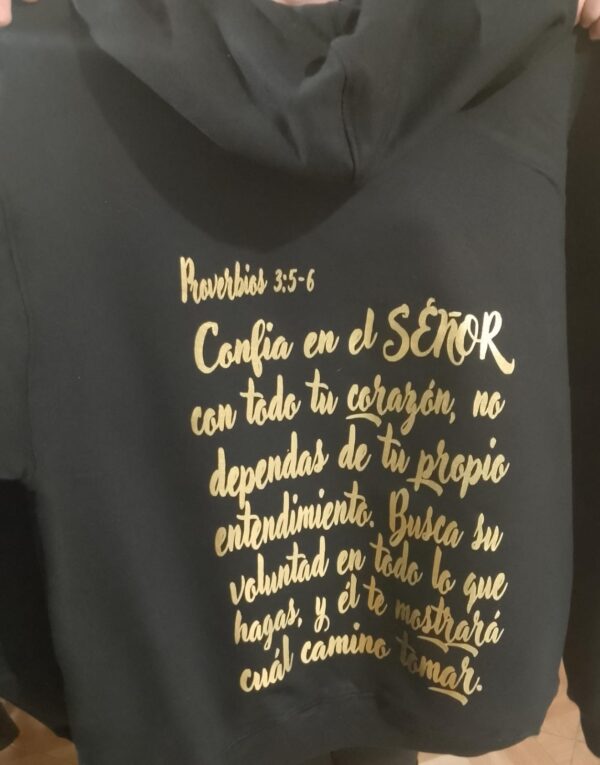 Proverbios 3:5-6
Confia en el SÉÑOR
con todo tu corazón, no
dependas de tu propio
entendimiento. Busca su
voluntad en todo lo que
hagas, y él te mostrará
cuál camino tomar.